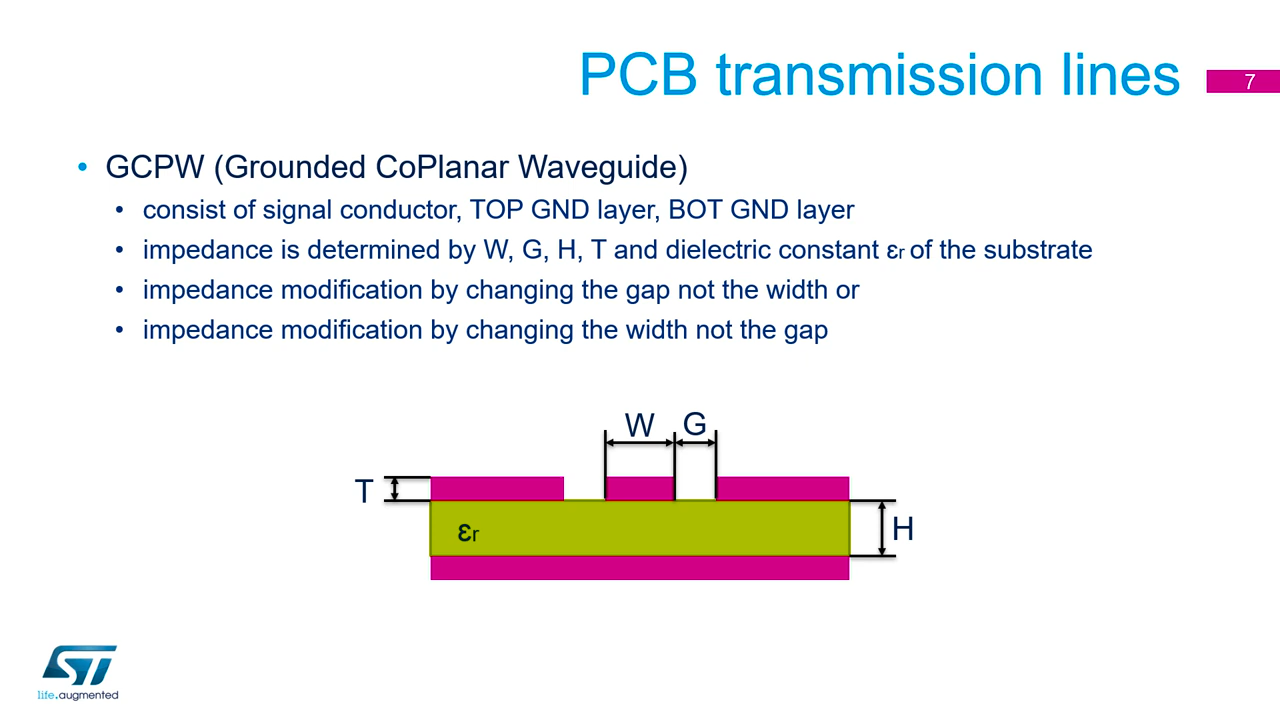 PCB transmission lines
7
• GCPW (Grounded CoPlanar Waveguide)
• consist of signal conductor, TOP GND layer, BOT GND layer
• impedance is determined by W, G, H, T and dielectric constant εr of the substrate
• impedance modification by changing the gap not the width or
• impedance modification by changing the width not the gap
W G
T
εr
H
ST
life.augmented